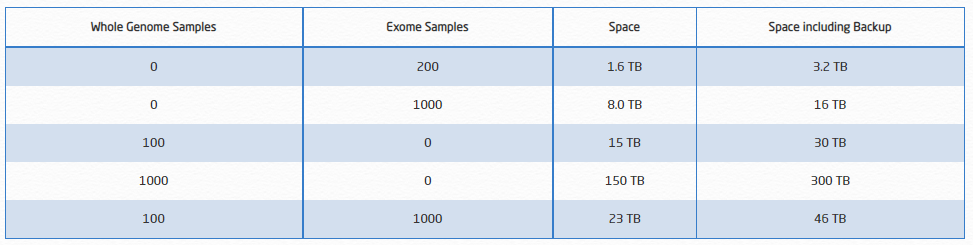 Whole Genome Samples Exome Samples Space Space including Backup
0 200 1.6 TB 3.2 TB
0 1000 8.0 TB 16 TB
100 0 15 TB 30 TB
1000 0 150 TB 300 TB
100 1000 23 TB 46 TB